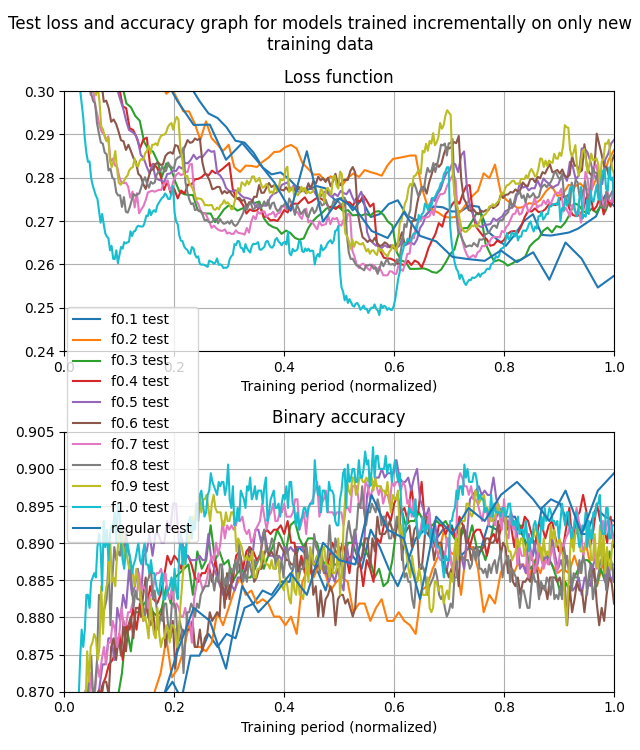 Test loss and accuracy graph for models trained incrementally on only new
training data
Loss function
0.30
0.29
0.28
0.27
0.26
0.25
0.24
0.0 0.2 0.4 0.6 0.8 1.0
Training period (normalized)
f0.1 test
f0.2 test
f0.3 test
f0.4 test
f0.5 test
f0.6 test
f0.7 test
f0.8 test
f0.9 test
f1.0 test
regular test
Binary accuracy
0.905
0.900
0.895
0.890
0.885
0.880
0.875
0.870
0.0 0.2 0.4 0.6 0.8 1.0
Training period (normalized)